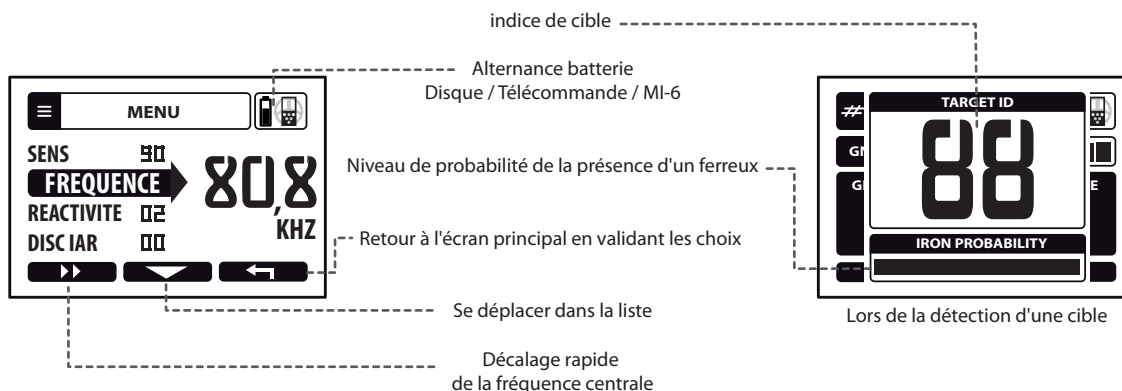 indice de cible
Alternance batterie
Disque / Télécommande / MI-6
MENU
SENS 90
FREQUENCE
80,8
KHZ
REACTIVITE 02
DISC IAR 00
Niveau de probabilité de la présence d'un ferreux
Retour à l'écran principal en validant les choix
Se déplacer dans la liste
Décalage rapide
de la fréquence centrale
TARGET ID
88
IRON PROBABILITY
Lors de la détection d'une cible